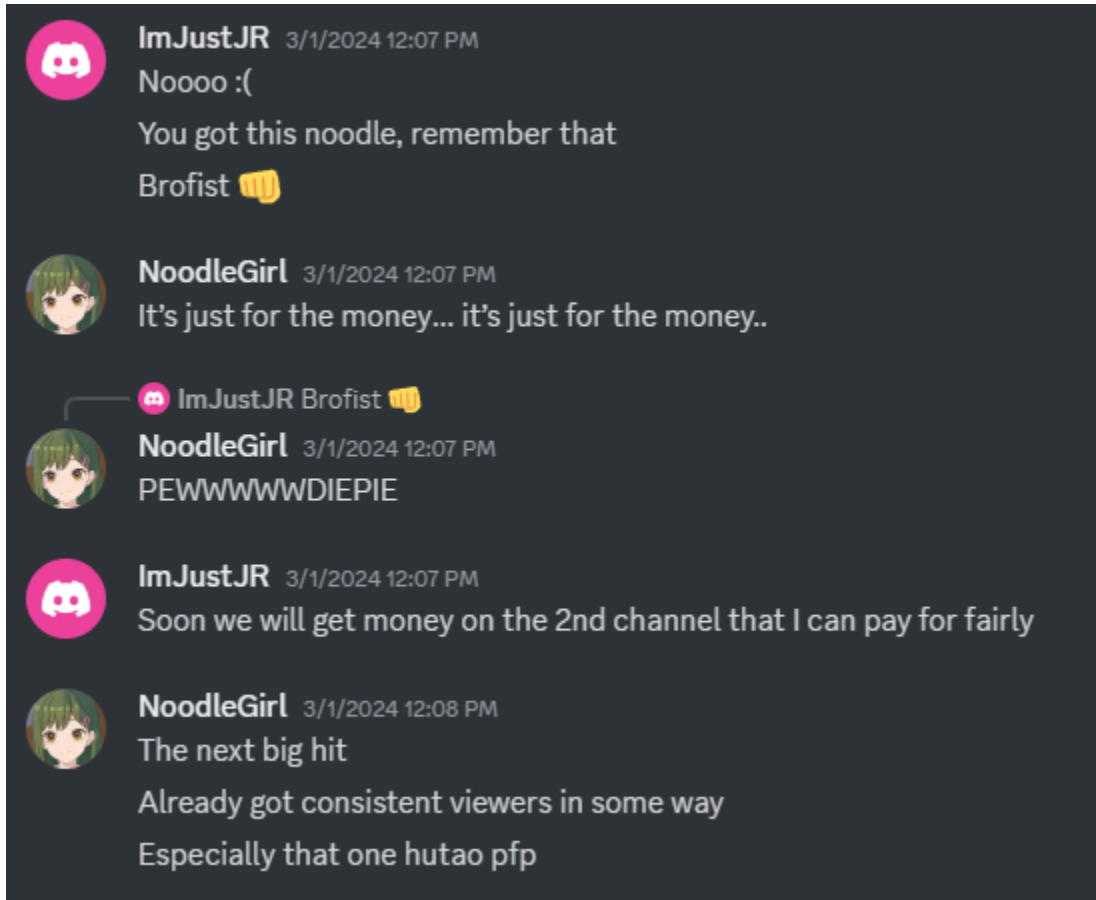 ImJustJR 3/1/2024 12:07 PM
Noooo :(
You got this noodle, remember that
Brofist 👊
NoodleGirl 3/1/2024 12:07 PM
It’s just for the money... it’s just for the money..
ImJustJR Brofist 👊
NoodleGirl 3/1/2024 12:07 PM
PEWWWWWDIEPIE
ImJustJR 3/1/2024 12:07 PM
Soon we will get money on the 2nd channel that I can pay for fairly
NoodleGirl 3/1/2024 12:08 PM
The next big hit
Already got consistent viewers in some way
Especially that one hutao pfp